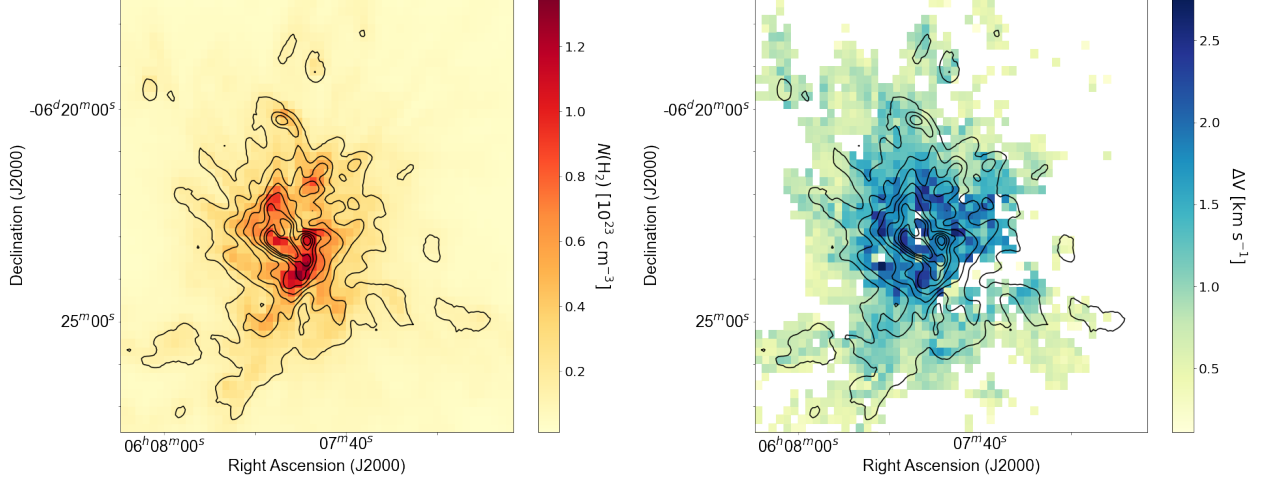 -06ᵈ20ᵐ00ˢ
25ᵐ00ˢ
Declination (J2000)
06ʰ08ᵐ00ˢ
07ᵐ40ˢ
Right Ascension (J2000)
1.2
1.0
0.8
0.6
0.4
0.2
N(H₂) [10²³ cm⁻³]
-06ᵈ20ᵐ00ˢ
25ᵐ00ˢ
Declination (J2000)
06ʰ08ᵐ00ˢ
07ᵐ40ˢ
Right Ascension (J2000)
2.5
2.0
1.5
1.0
0.5
ΔV [km s⁻¹]